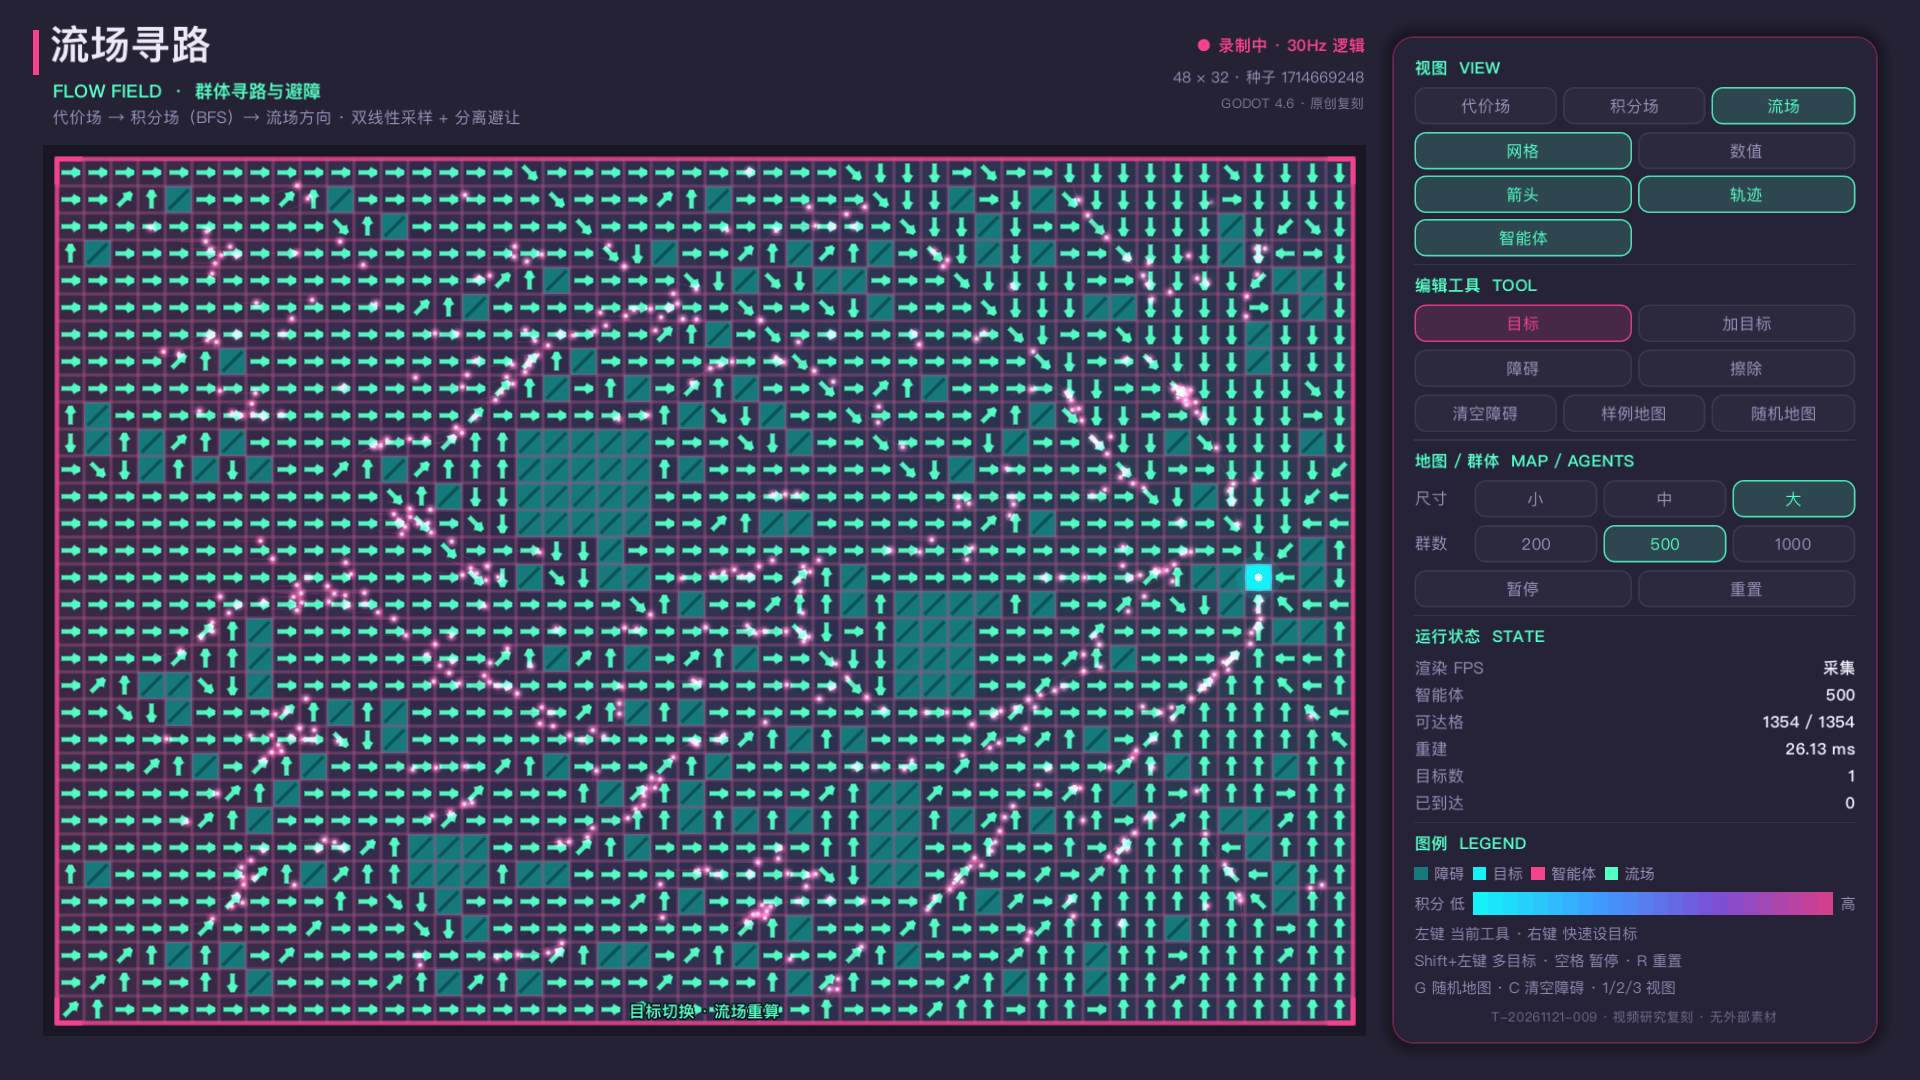 流场寻路
FLOW FIELD · 群体寻路与避障
代价场 → 积分场（BFS）→ 流场方向 · 双线性采样 + 分离避让
录制中 · 30Hz 逻辑
48 × 32 · 种子 1714669248
GODOT 4.6 · 原创复刻
目标切换 · 流场重算
视图 VIEW
代价场 积分场 流场
网格 数值
箭头 轨迹
智能体
编辑工具 TOOL
目标 加目标
障碍 擦除
清空障碍 样例地图 随机地图
地图 / 群体 MAP / AGENTS
尺寸 小 中 大
群数 200 500 1000
暂停 重置
运行状态 STATE
渲染 FPS 采集
智能体 500
可达格 1354 / 1354
重建 26.13 ms
目标数 1
已到达 0
图例 LEGEND
障碍 目标 智能体 流场
积分 低 高
左键 当前工具 · 右键 快速设目标
Shift+左键 多目标 · 空格 暂停 · R 重置
G 随机地图 · C 清空障碍 · 1/2/3 视图
T-20261121-009 · 视频研究复刻 · 无外部素材